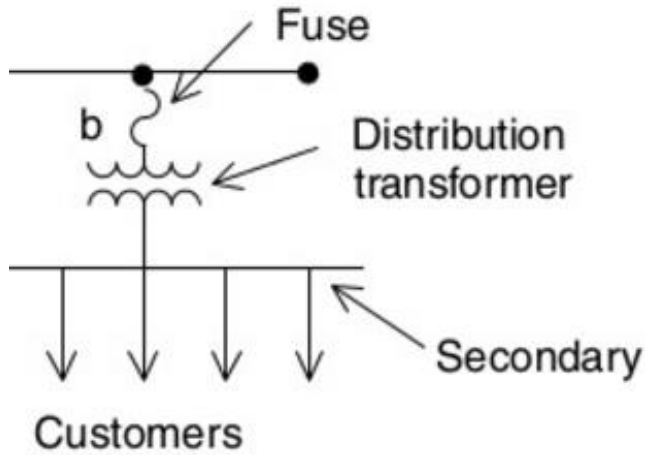 Fuse
b
Distribution
transformer
Secondary
Customers